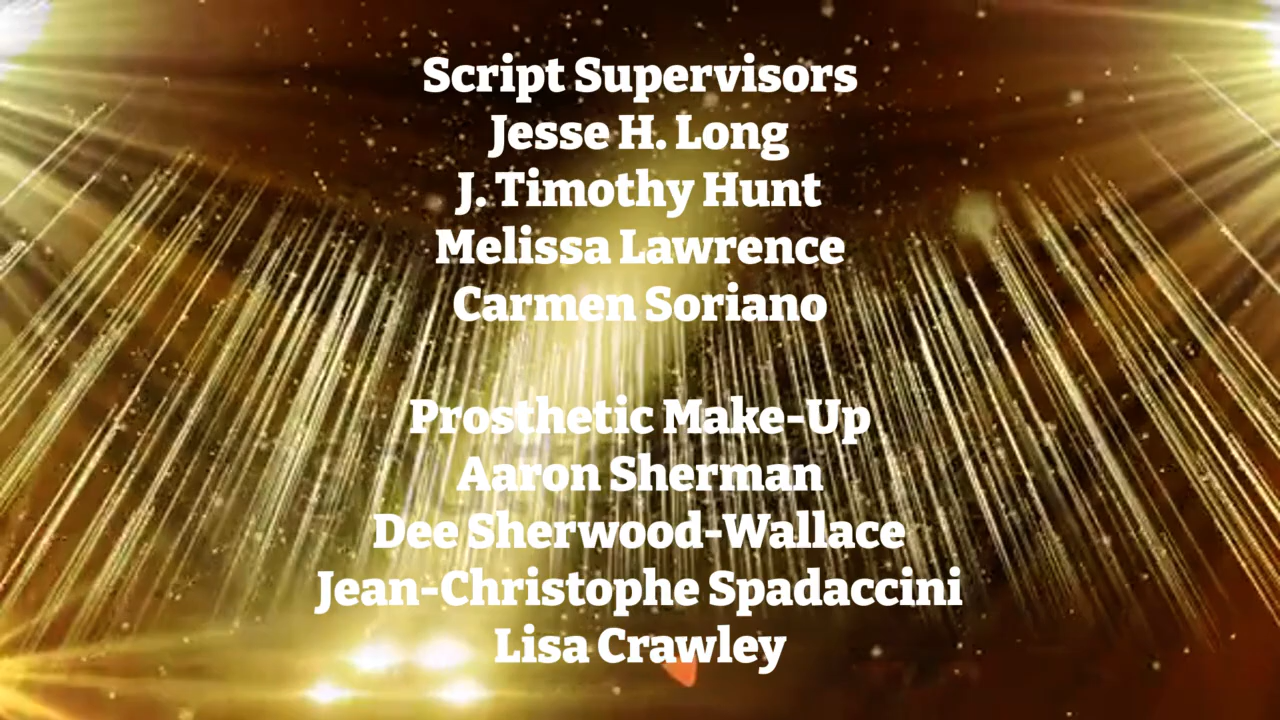 Script Supervisors
Jesse H. Long
J. Timothy Hunt
Melissa Lawrence
Carmen Soriano
Prosthetic Make-Up
Aaron Sherman
Dee Sherwood-Wallace
Jean-Christophe Spadaccini
Lisa Crawley